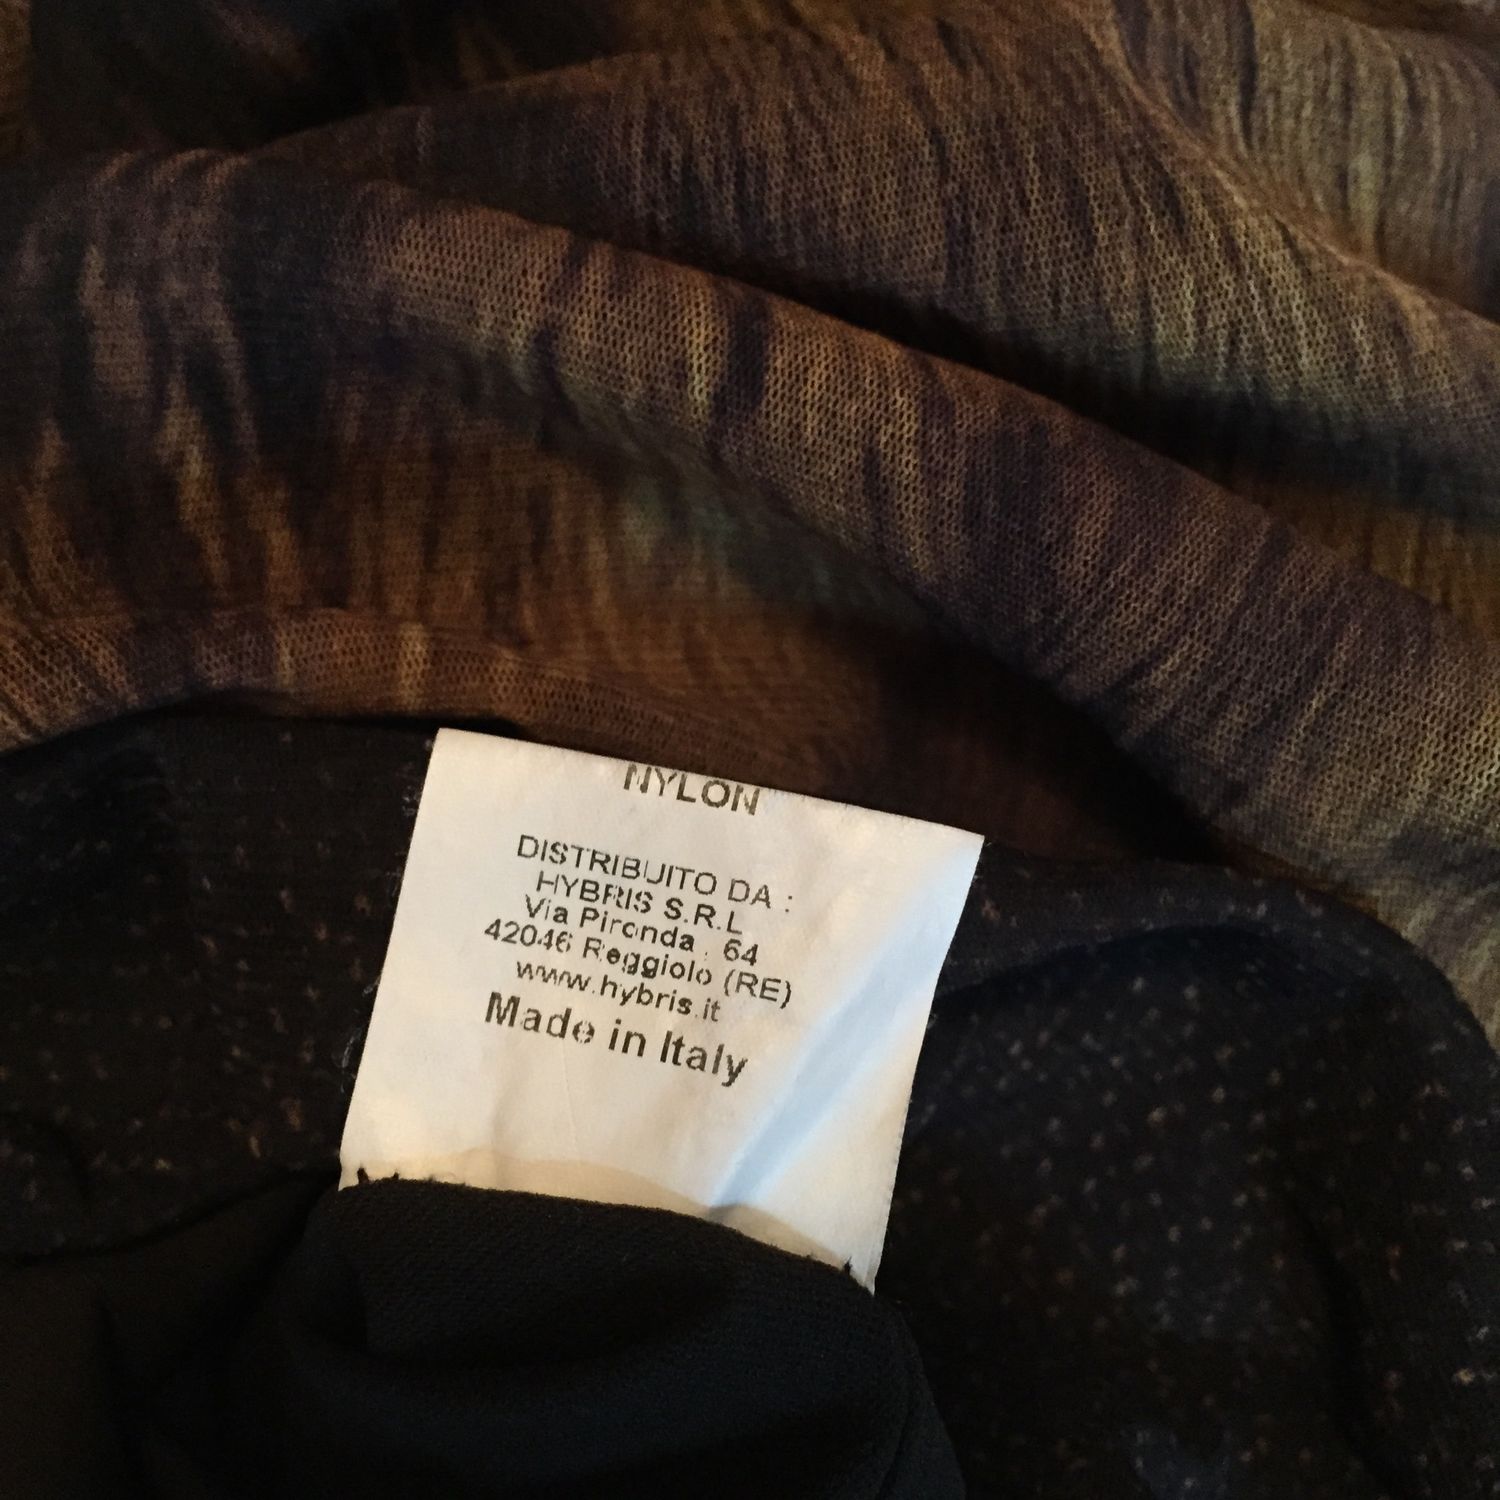 NYLON
DISTRIBUITO DA :
HYBRIS S.R.L
Via Pironda , 64
42046 Reggiolo (RE)
www.hybris.it
Made in Italy